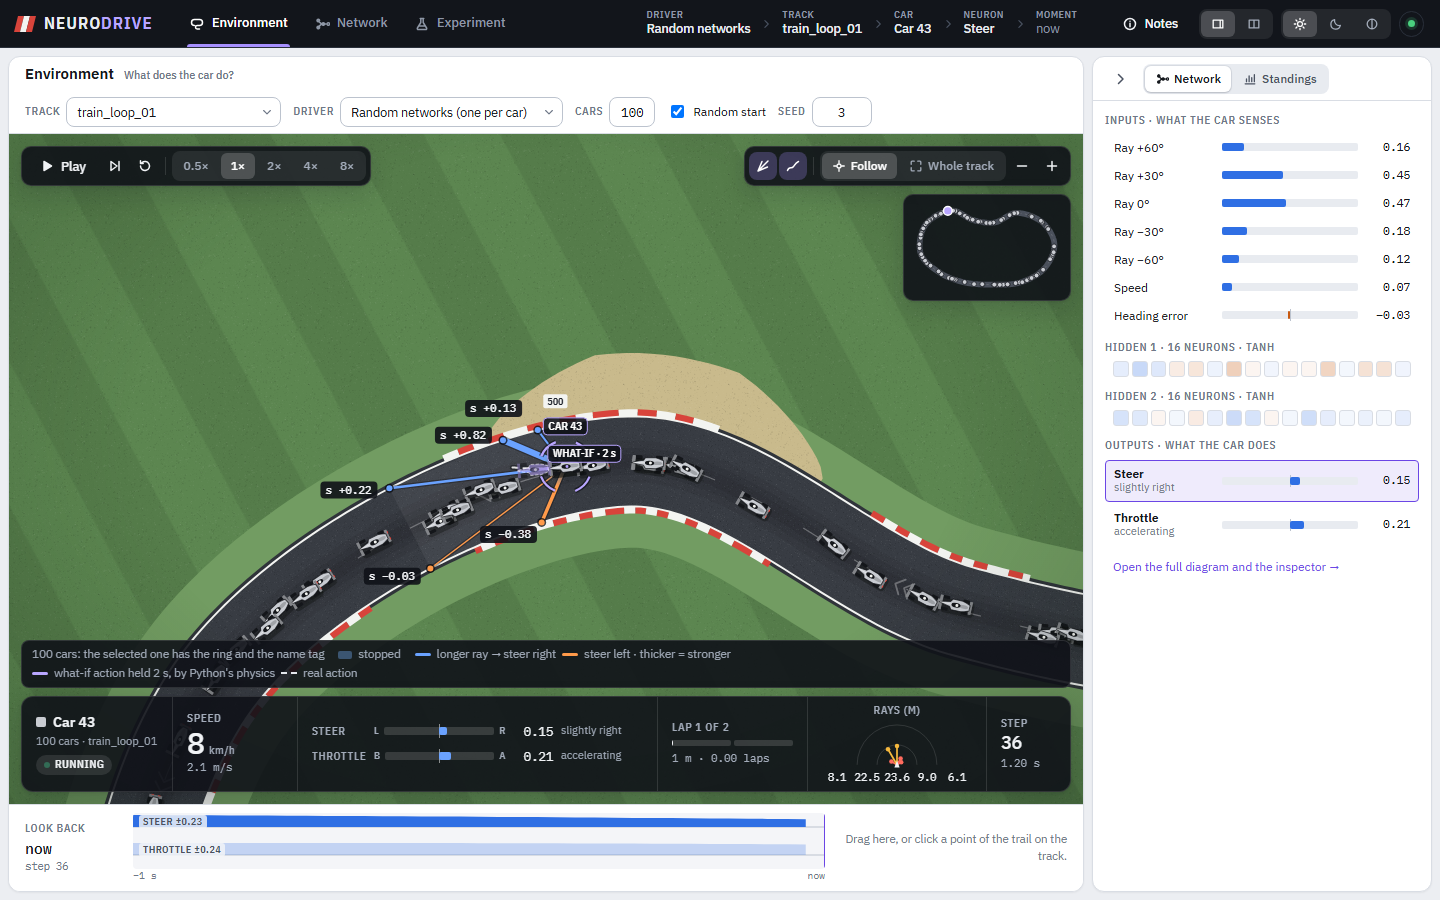 NEURODRIVE
Environment
Network
Experiment
DRIVER
Random networks
TRACK
train_loop_01
CAR
Car 43
NEURON
Steer
MOMENT
now
Notes
Environment
What does the car do?
TRACK
train_loop_01
DRIVER
Random networks (one per car)
CARS
100
Random start
SEED
3
Play
0.5×
1×
2×
4×
8×
Follow
Whole track
500
s +0.13
CAR 43
s +0.82
WHAT-IF · 2 s
s +0.22
s −0.38
s −0.03
100 cars: the selected one has the ring and the name tag
stopped
longer ray → steer right
steer left · thicker = stronger
what-if action held 2 s, by Python's physics
real action
Car 43
100 cars · train_loop_01
RUNNING
SPEED
8 km/h
2.1 m/s
STEER
L
R
0.15
slightly right
THROTTLE
B
A
0.21
accelerating
LAP 1 OF 2
1 m · 0.00 laps
RAYS (M)
8.1 22.5 23.6 9.0 6.1
STEP
36
1.20 s
LOOK BACK
now
step 36
STEER ±0.23
THROTTLE ±0.24
−1 s
now
Drag here, or click a point of the trail on the
track.
Network
Standings
INPUTS · WHAT THE CAR SENSES
Ray +60°
0.16
Ray +30°
0.45
Ray 0°
0.47
Ray −30°
0.18
Ray −60°
0.12
Speed
0.07
Heading error
−0.03
HIDDEN 1 · 16 NEURONS · TANH
HIDDEN 2 · 16 NEURONS · TANH
OUTPUTS · WHAT THE CAR DOES
Steer
slightly right
0.15
Throttle
accelerating
0.21
Open the full diagram and the inspector →